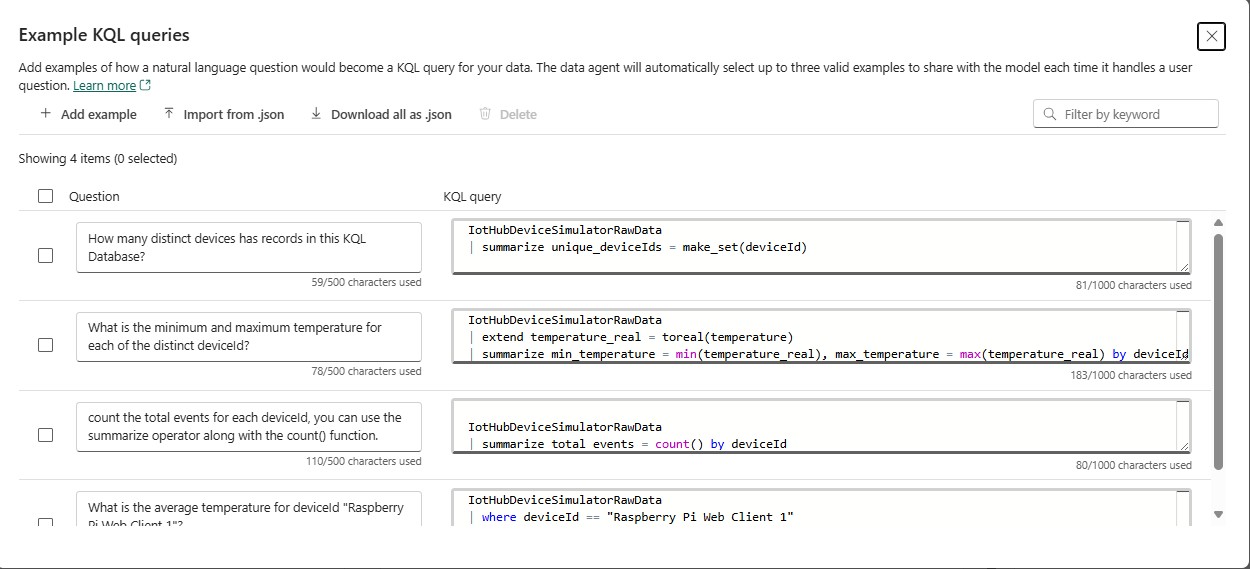 Example KQL queries
Add examples of how a natural language question would become a KQL query for your data. The data agent will automatically select up to three valid examples to share with the model each time it handles a user
question. Learn more
Add example Import from .json Download all as .json Delete Filter by keyword
Showing 4 items (0 selected)
Question KQL query
How many distinct devices has records in this KQL
Database?
59/500 characters used
IotHubDeviceSimulatorRawData
| summarize unique_deviceIds = make_set(deviceId)
81/1000 characters used
What is the minimum and maximum temperature for
each of the distinct deviceId?
78/500 characters used
IotHubDeviceSimulatorRawData
| extend temperature_real = toreal(temperature)
| summarize min_temperature = min(temperature_real), max_temperature = max(temperature_real) by deviceId
183/1000 characters used
count the total events for each deviceId, you can use the
summarize operator along with the count() function.
110/500 characters used
IotHubDeviceSimulatorRawData
| summarize total_events = count() by deviceId
80/1000 characters used
What is the average temperature for deviceId "Raspberry
Pi Web Client 1"?
IotHubDeviceSimulatorRawData
| where deviceId == "Raspberry Pi Web Client 1"